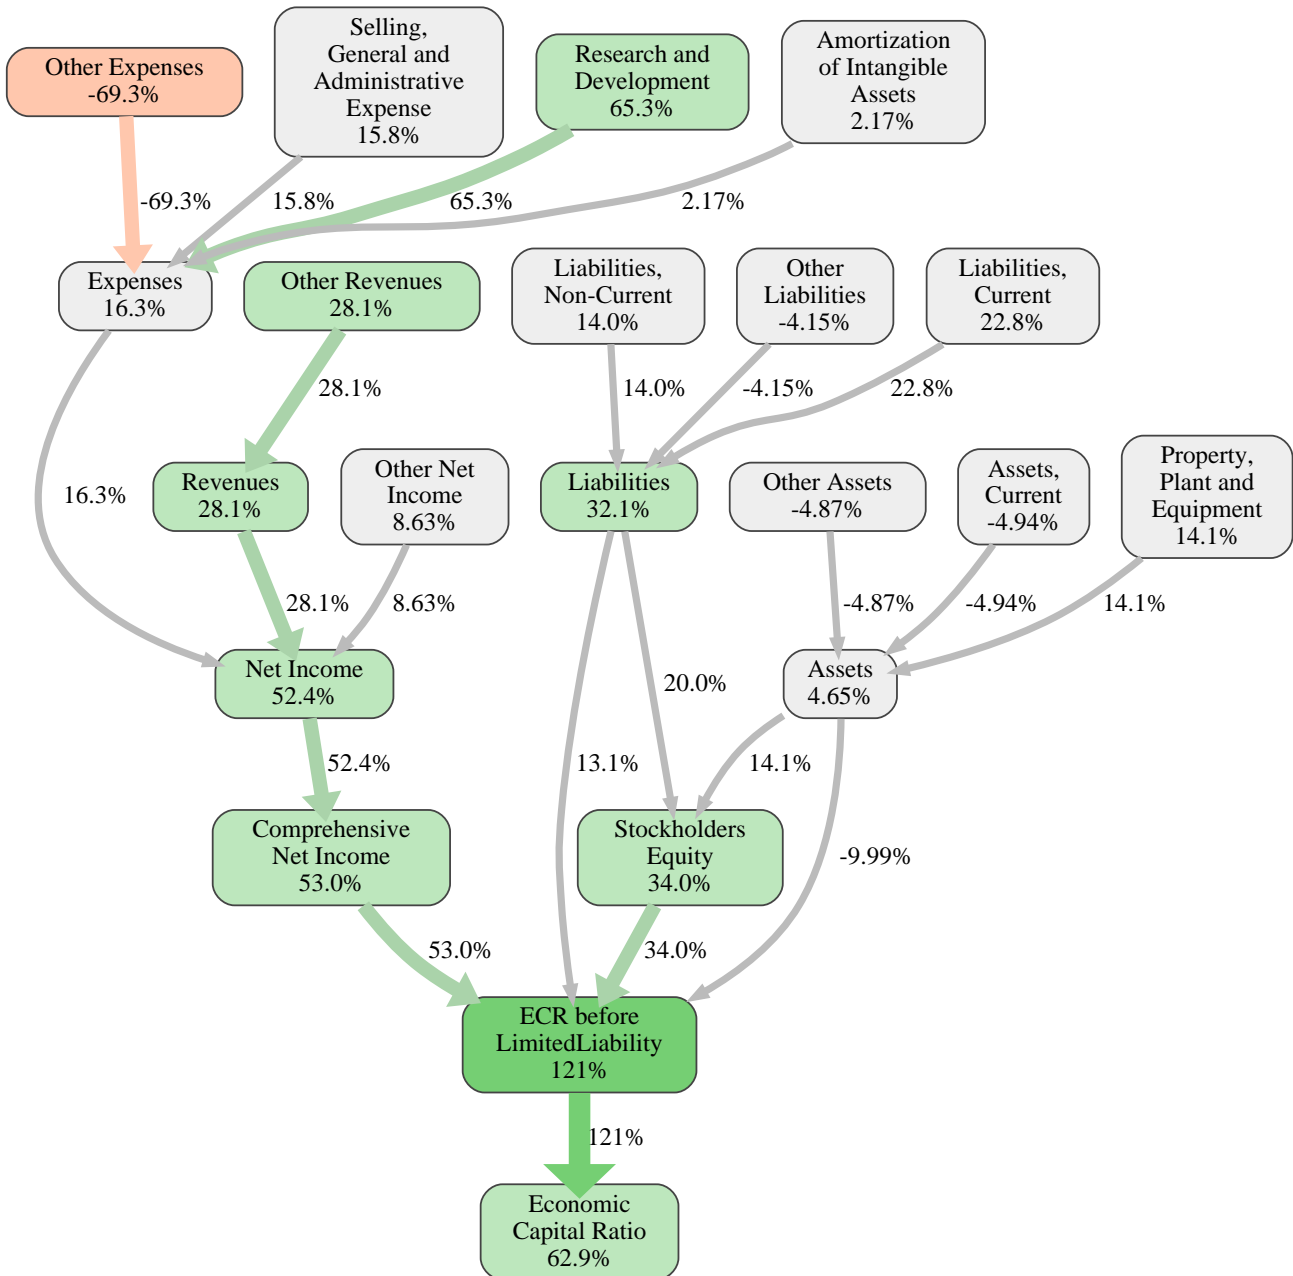 Other Expenses
-69.3%
Selling,
General and
Administrative
Expense
15.8%
Research and
Development
65.3%
Amortization
of Intangible
Assets
2.17%
-69.3%
15.8%
65.3%
2.17%
Expenses
16.3%
Other Revenues
28.1%
Liabilities,
Non-Current
14.0%
Other
Liabilities
-4.15%
Liabilities,
Current
22.8%
28.1%
14.0%
-4.15%
22.8%
16.3%
Revenues
28.1%
Other Net
Income
8.63%
Liabilities
32.1%
Other Assets
-4.87%
Assets,
Current
-4.94%
Property,
Plant and
Equipment
14.1%
28.1%
8.63%
-4.87%
-4.94%
14.1%
Net Income
52.4%
20.0%
Assets
4.65%
52.4%
13.1%
14.1%
Comprehensive
Net Income
53.0%
Stockholders
Equity
34.0%
-9.99%
53.0%
34.0%
ECR before
LimitedLiability
121%
121%
Economic
Capital Ratio
62.9%